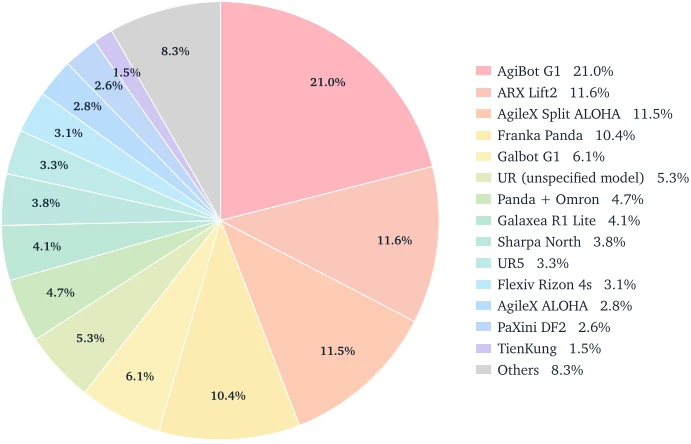 8.3%
21.0%
1.5%
2.6%
2.8%
3.1%
3.3%
3.8%
4.1%
4.7%
5.3%
6.1%
10.4%
11.5%
11.6%
AgiBot G1 21.0%
ARX Lift2 11.6%
AgileX Split ALOHA 11.5%
Franka Panda 10.4%
Galbot G1 6.1%
UR (unspecified model) 5.3%
Panda + Omron 4.7%
Galaxea R1 Lite 4.1%
Sharpa North 3.8%
UR5 3.3%
Flexiv Rizon 4s 3.1%
AgileX ALOHA 2.8%
PaXini DF2 2.6%
TienKung 1.5%
Others 8.3%